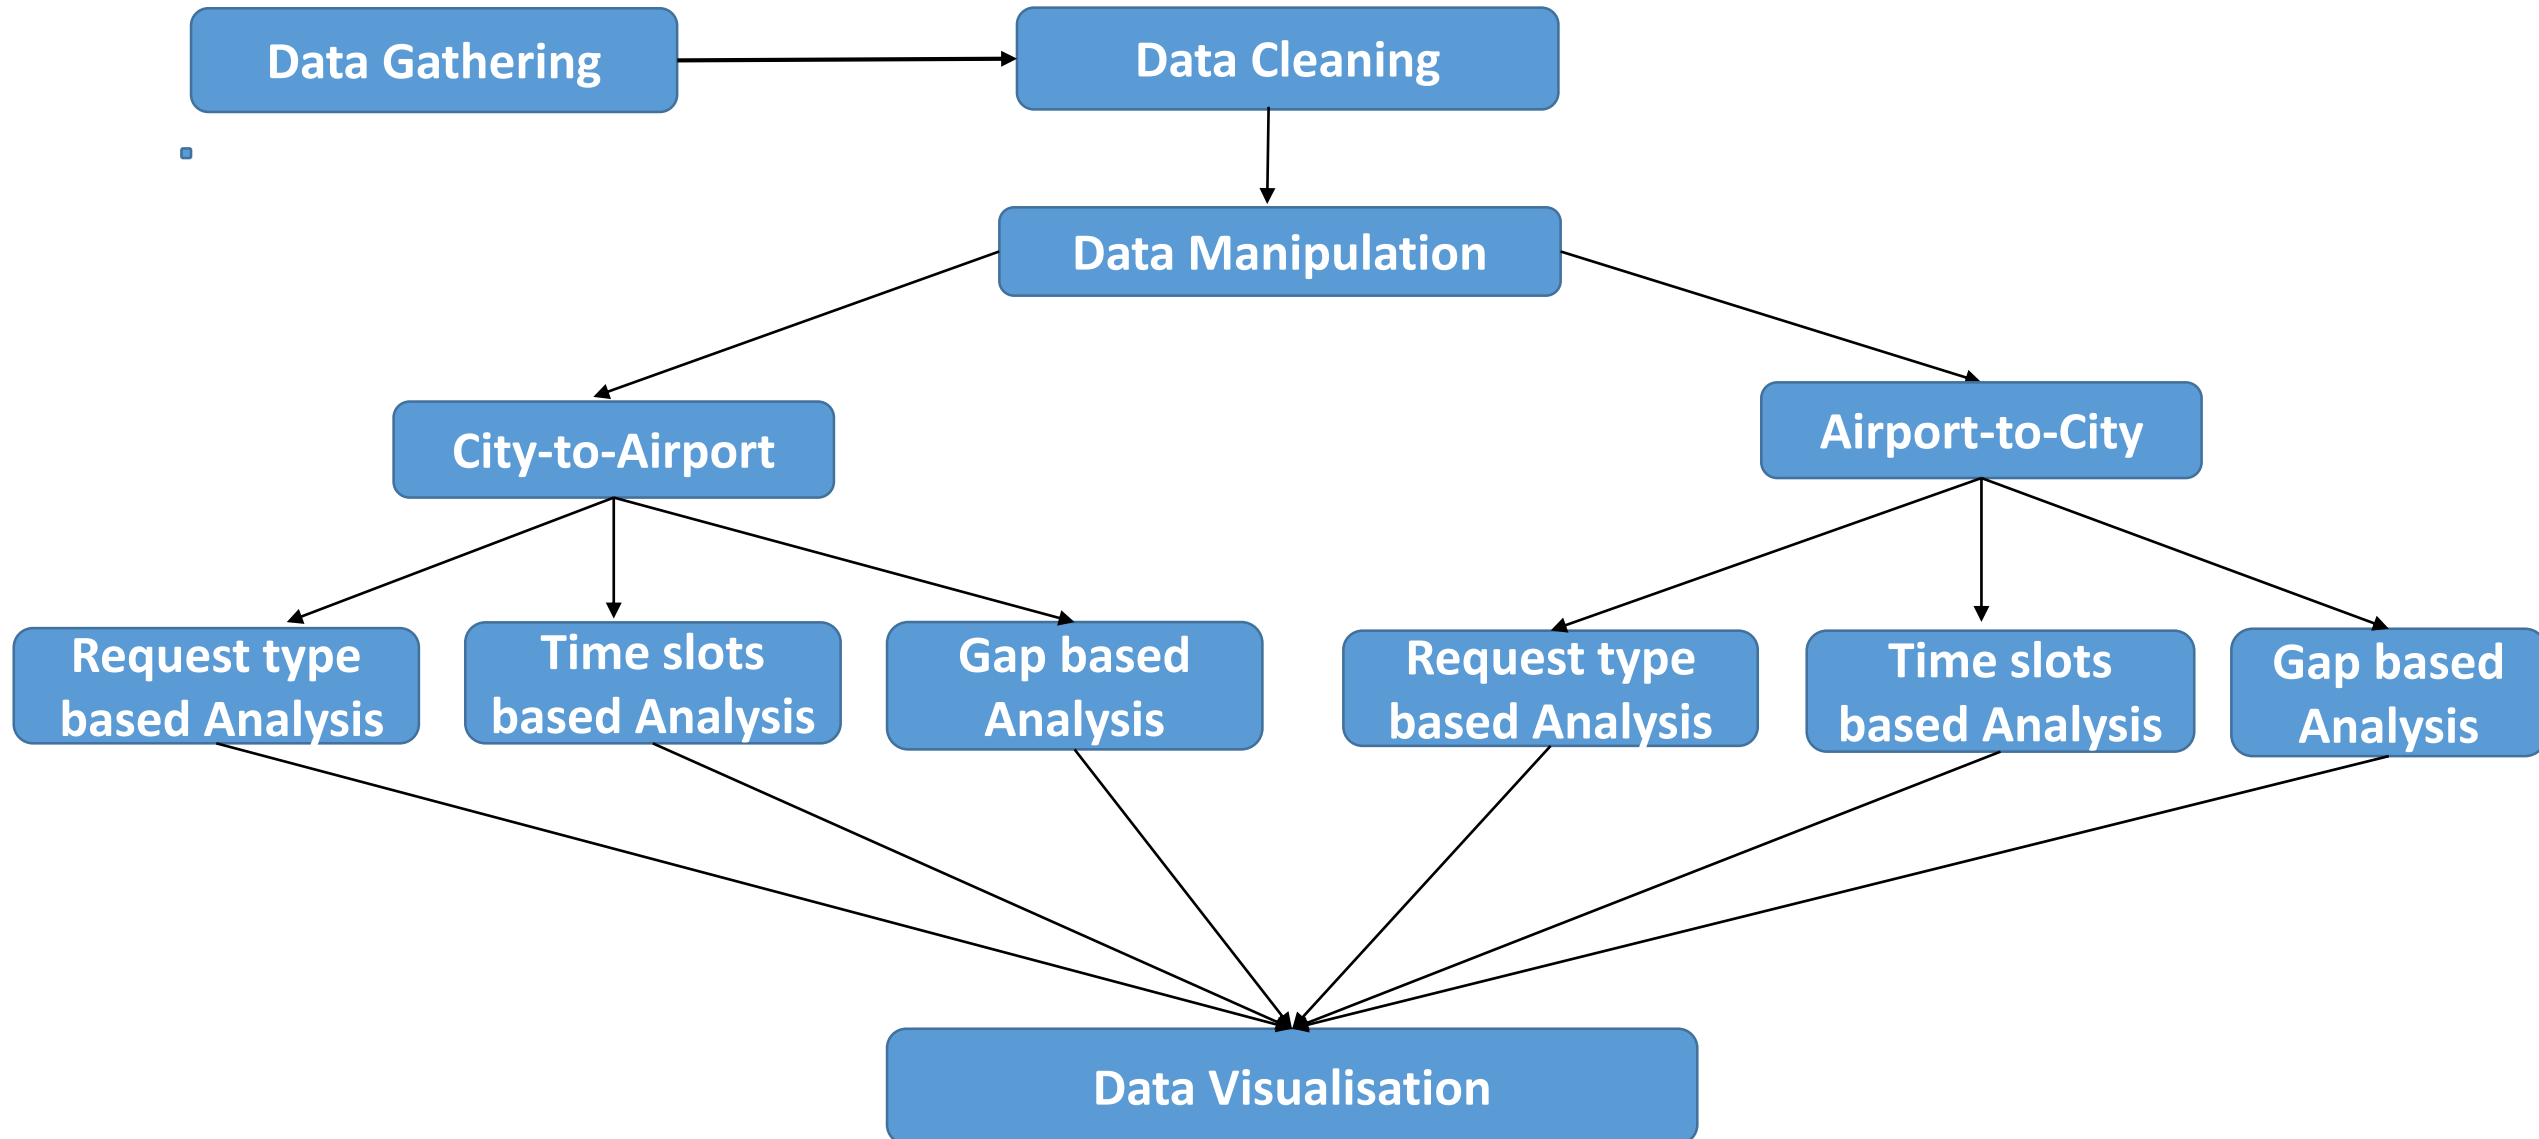 Data Gathering
Data Cleaning
Data Manipulation
City-to-Airport
Airport-to-City
Request type
based Analysis
Time slots
based Analysis
Gap based
Analysis
Request type
based Analysis
Time slots
based Analysis
Gap based
Analysis
Data Visualisation